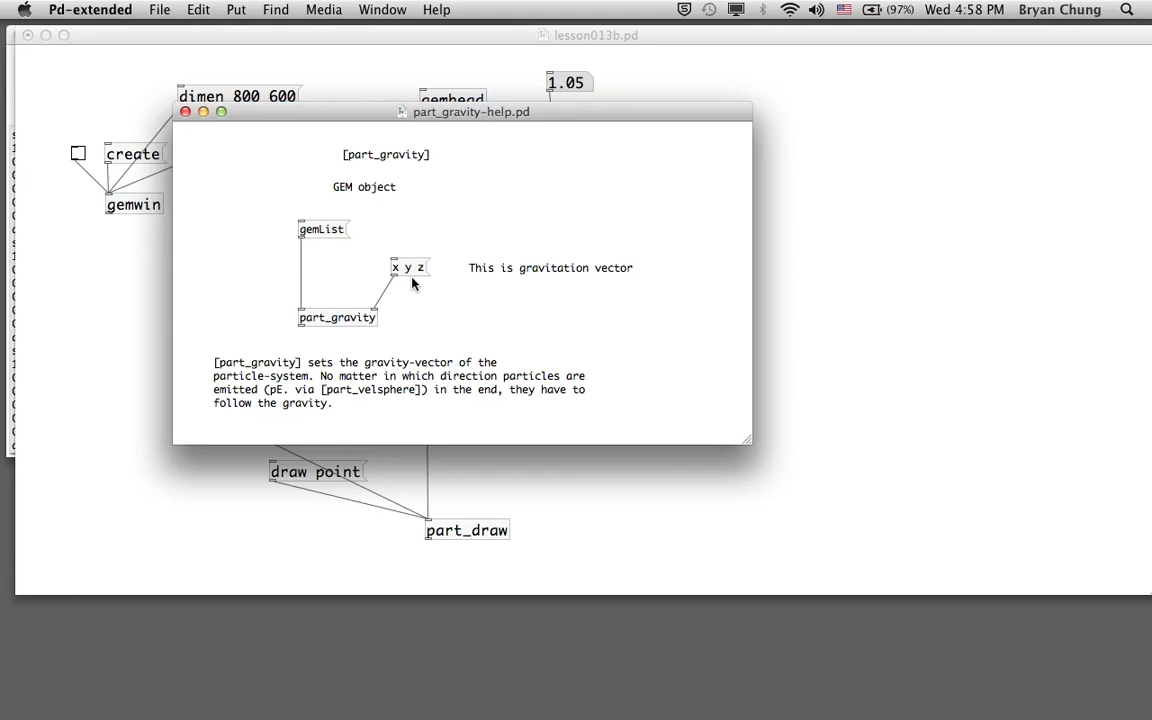 Pd-extended File Edit Put Find Media Window Help (97%) Wed 4:58 PM Bryan Chung
lesson013b.pd
1.05
dimen 800 600
gemhead
create
gemwin
part_gravity-help.pd
[part_gravity]
GEM object
gemList
x y z
This is gravitation vector
part_gravity
[part_gravity] sets the gravity-vector of the
particle-system. No matter in which direction particles are
emitted (pE. via [part_velsphere]) in the end, they have to
follow the gravity.
draw point
part_draw